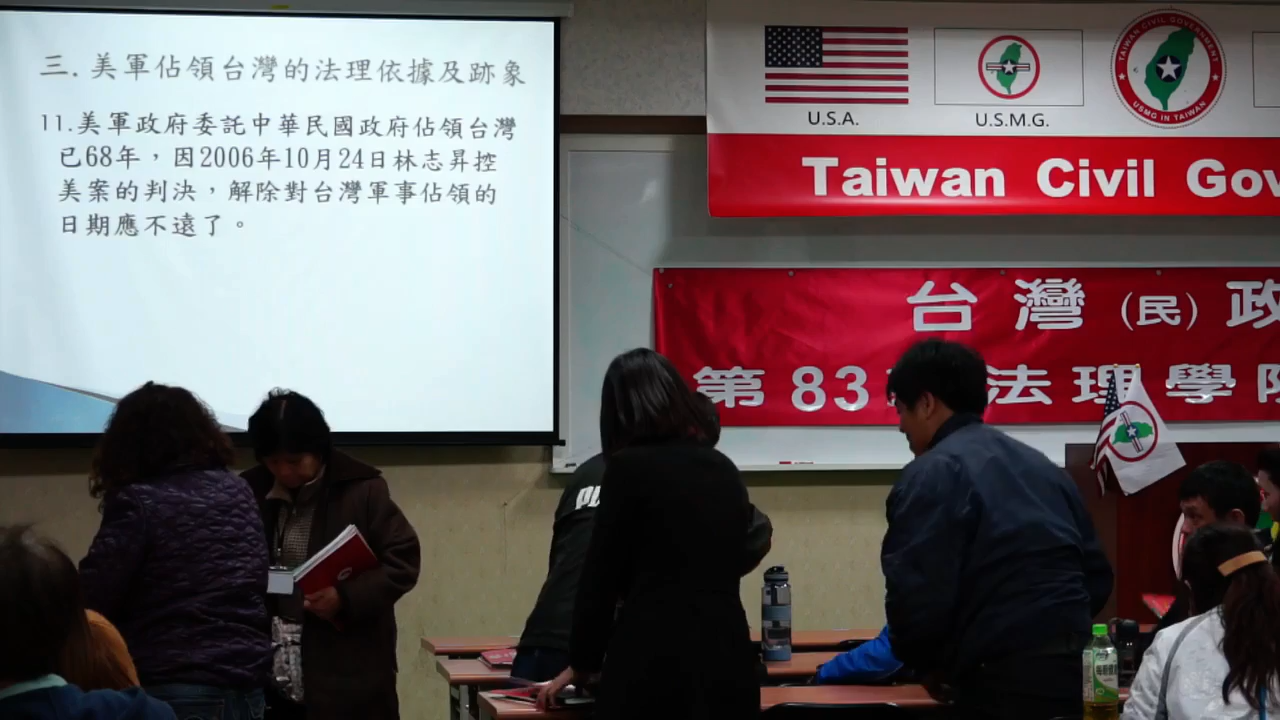 三. 美軍佔領台灣的法理依據及跡象
11.美軍政府委託中華民國政府佔領台灣
已68年，因2006年10月24日林志昇控
美案的判決，解除對台灣軍事佔領的
日期應不遠了。
U.S.A.
U.S.M.G.
TAIWAN CIVIL GOVERNMENT
USMG IN TAIWAN
Taiwan Civil Gov
台灣(民)政
第83 法理學院